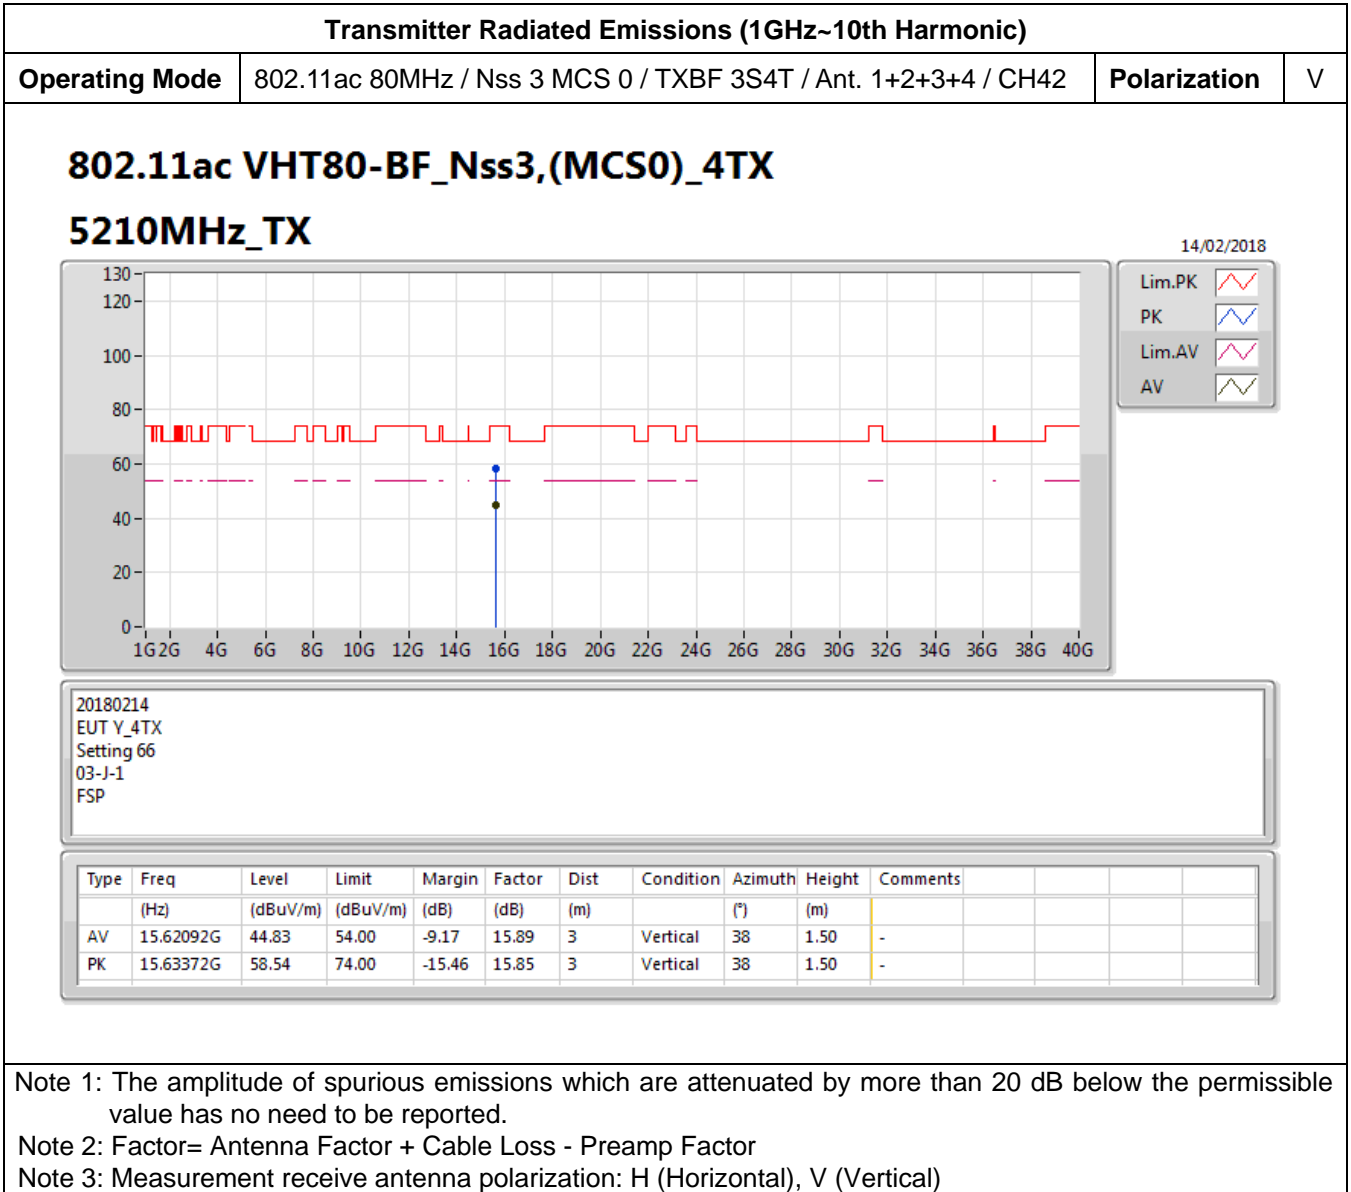 Transmitter Radiated Emissions (1GHz~10th Harmonic)
Operating Mode 802.11ac 80MHz / Nss 3 MCS 0 / TXBF 3S4T / Ant. 1+2+3+4 / CH42 Polarization V
802.11ac VHT80-BF_Nss3,(MCS0)_4TX
5210MHz_TX
14/02/2018
130
120
100
80
60
40
20
0
1G 2G 4G 6G 8G 10G 12G 14G 16G 18G 20G 22G 24G 26G 28G 30G 32G 34G 36G 38G 40G
Lim.PK
PK
Lim.AV
AV
20180214
EUT Y_4TX
Setting 66
03-J-1
FSP
Type Freq Level Limit Margin Factor Dist Condition Azimuth Height Comments
(Hz) (dBuV/m) (dBuV/m) (dB) (dB) (m) (°) (m)
AV 15.62092G 44.83 54.00 -9.17 15.89 3 Vertical 38 1.50 -
PK 15.63372G 58.54 74.00 -15.46 15.85 3 Vertical 38 1.50 -
Note 1: The amplitude of spurious emissions which are attenuated by more than 20 dB below the permissible
value has no need to be reported.
Note 2: Factor= Antenna Factor + Cable Loss - Preamp Factor
Note 3: Measurement receive antenna polarization: H (Horizontal), V (Vertical)